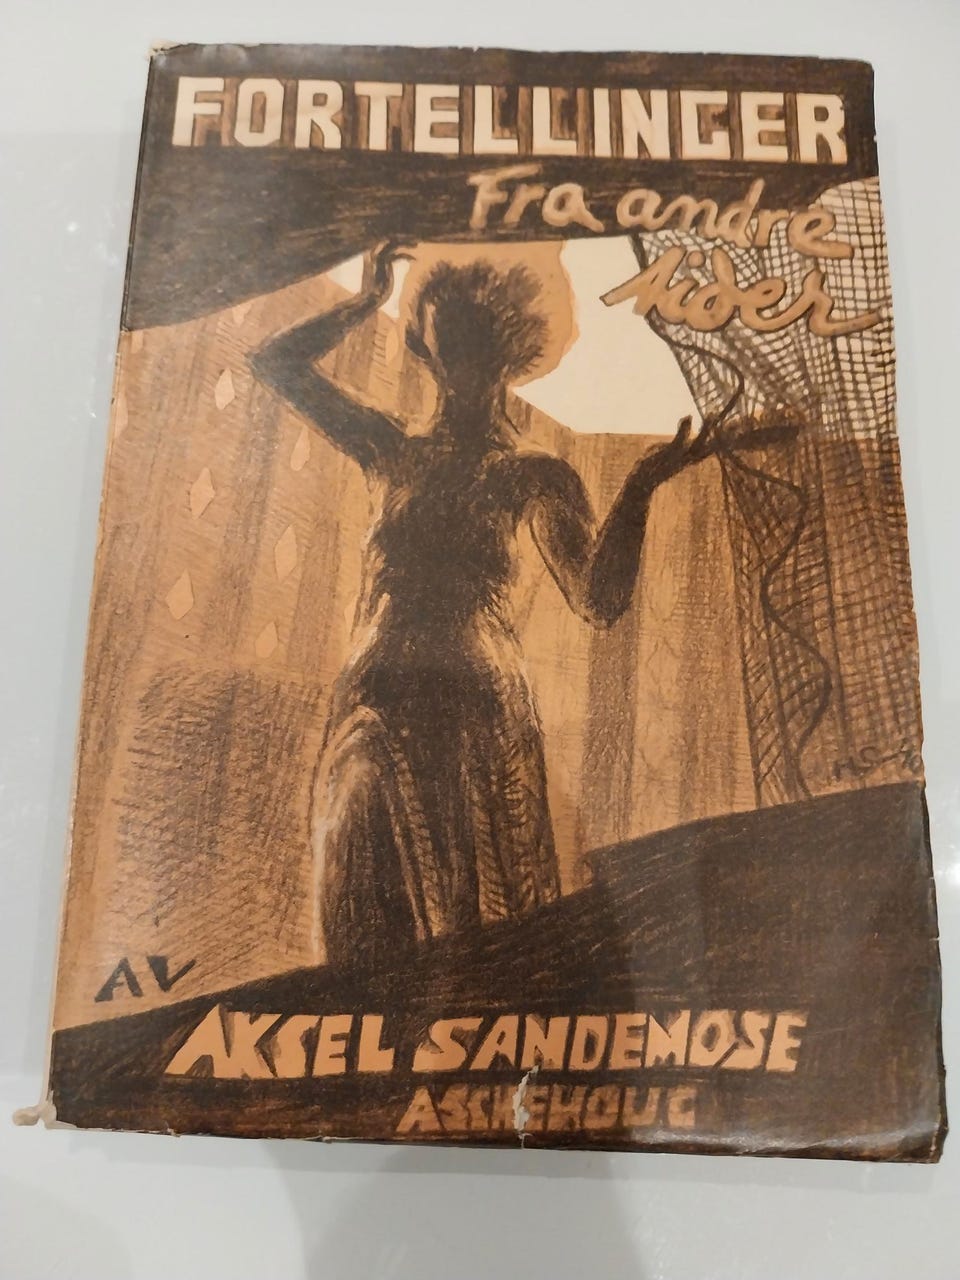 FORTELLINGER
Fra andre
tider
AV
AKSEL SANDEMOSE
ASCHEHOUG